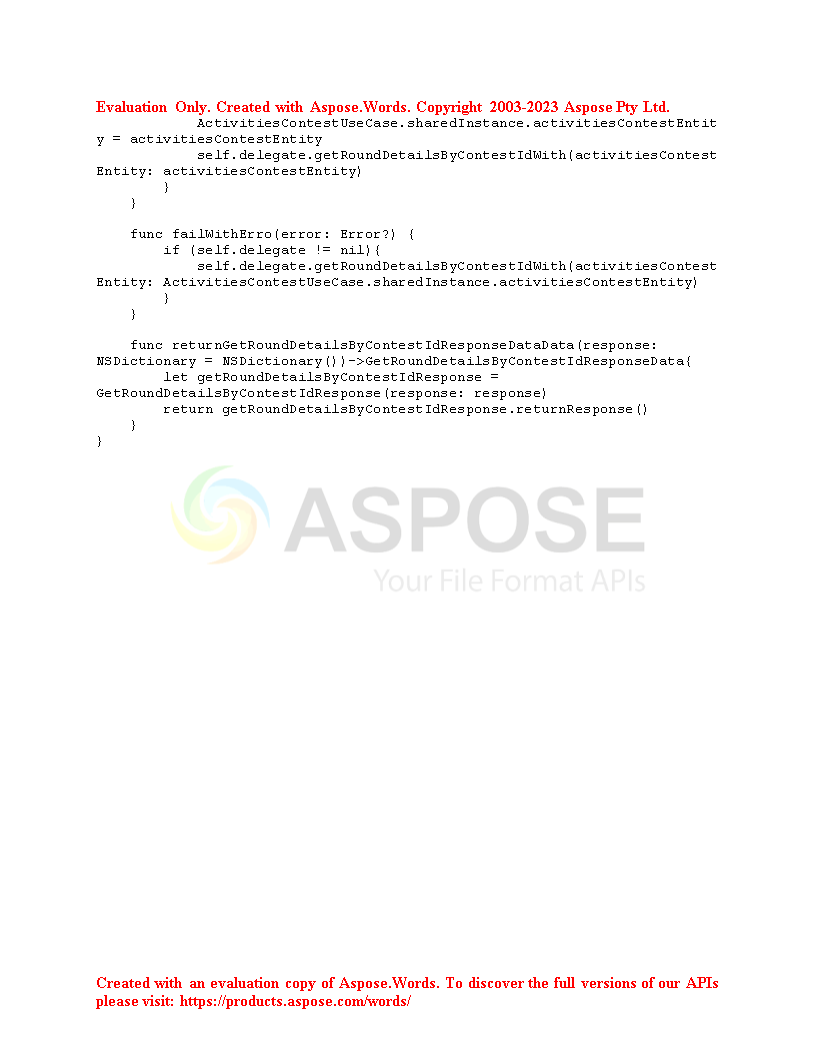 Evaluation Only. Created with Aspose.Words. Copyright 2003-2023 Aspose Pty Ltd.
            ActivitiesContestUseCase.sharedInstance.activitiesContestEntit
y = activitiesContestEntity
            self.delegate.getRoundDetailsByContestIdWith(activitiesContest
Entity: activitiesContestEntity)
        }
    }

    func failWithErro(error: Error?) {
        if (self.delegate != nil){
            self.delegate.getRoundDetailsByContestIdWith(activitiesContest
Entity: ActivitiesContestUseCase.sharedInstance.activitiesContestEntity)
        }
    }

    func returnGetRoundDetailsByContestIdResponseDataData(response:
NSDictionary = NSDictionary())->GetRoundDetailsByContestIdResponseData{
        let getRoundDetailsByContestIdResponse =
GetRoundDetailsByContestIdResponse(response: response)
        return getRoundDetailsByContestIdResponse.returnResponse()
    }
}
ASPOSE
Your File Format APIs
Created with an evaluation copy of Aspose.Words. To discover the full versions of our APIs
please visit: https://products.aspose.com/words/